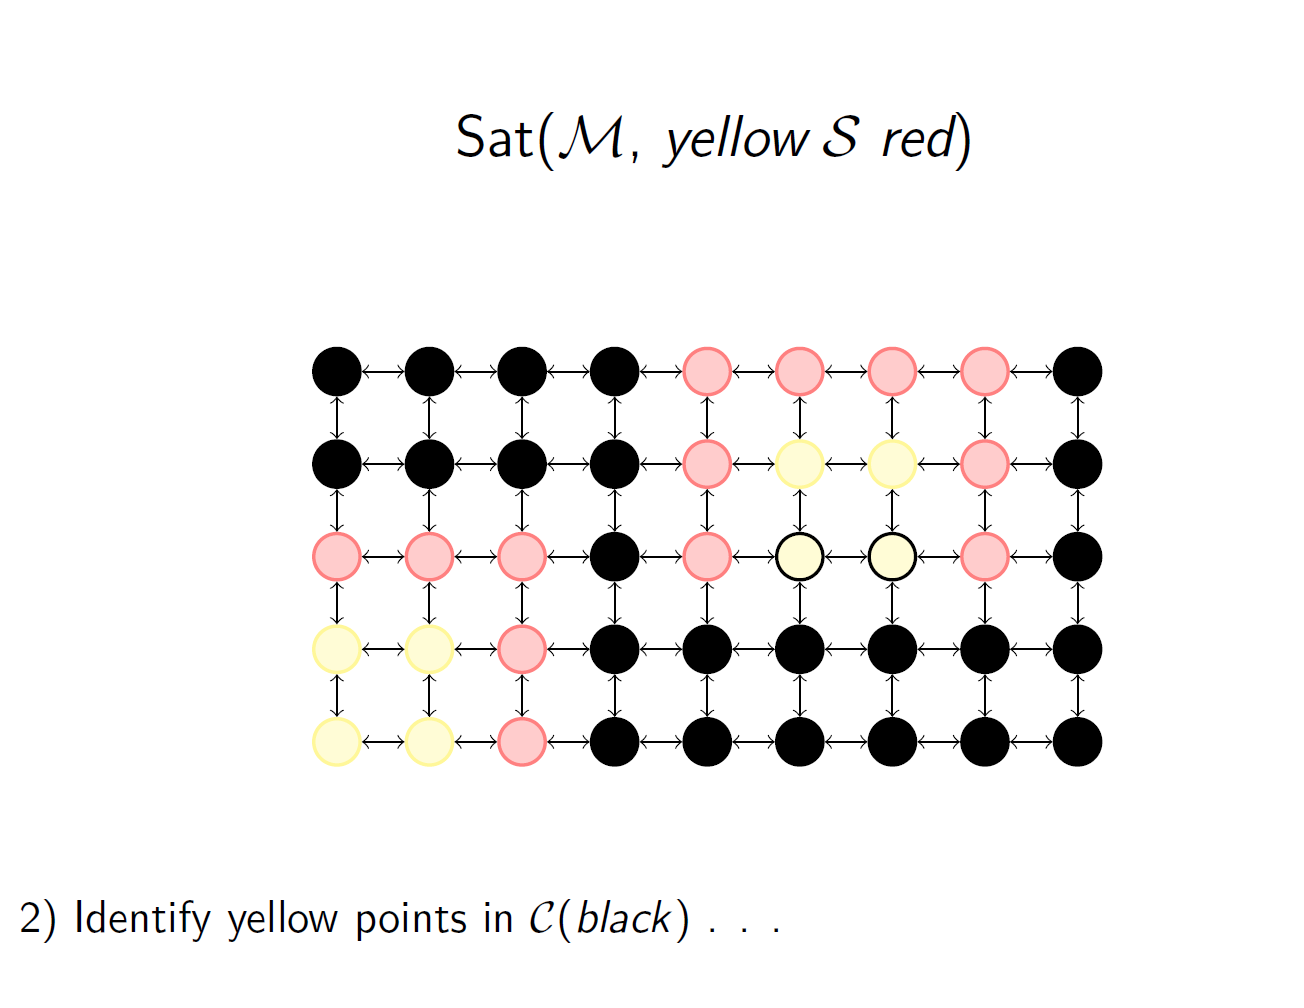 Sat(ℳ, yellow 𝒮 red)
2) Identify yellow points in 𝒞(black) . . .